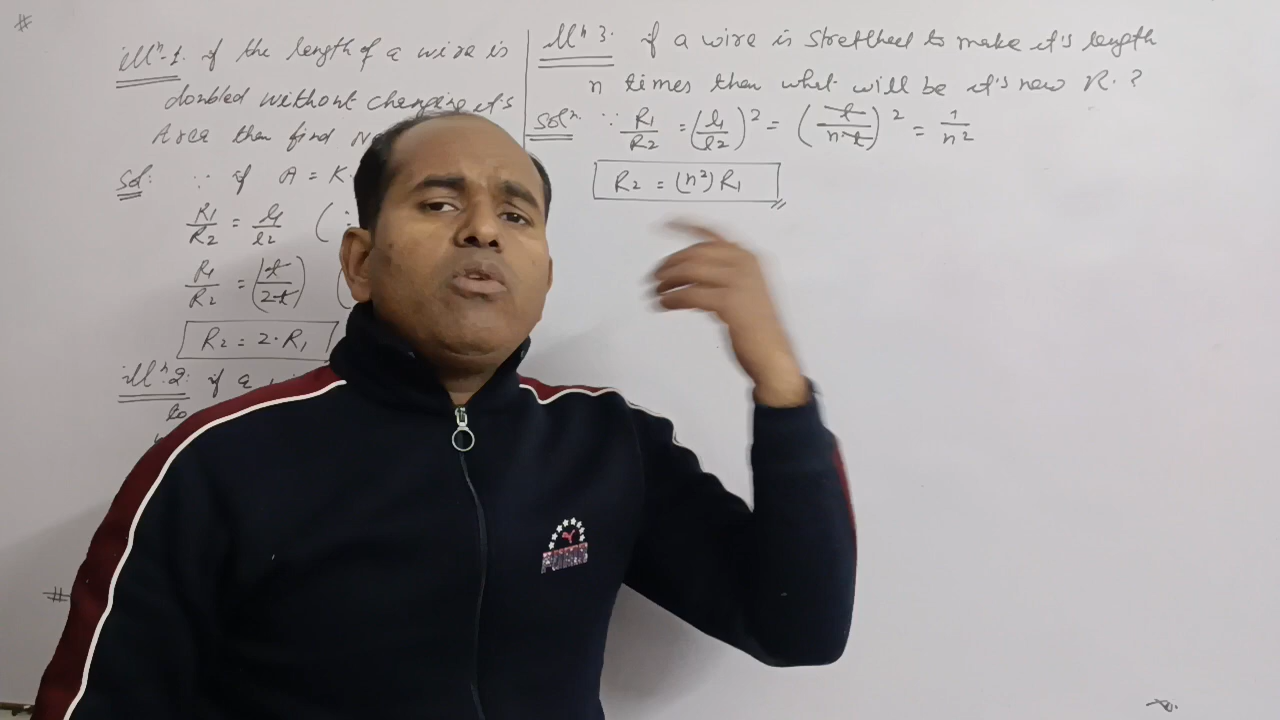 #
illⁿ-1. if the length of a wire is
doubled without changing it's
Area then find
Sol: ∵ if A = K.
R₁/R₂ = l₁/l₂ (∵
R₁/R₂ = (l/2l) (
R₂ = 2·R₁
illⁿ.2: if a
to
#
illⁿ 3. if a wire is stretched to make it's length
n times then what will be it's new R.?
Solⁿ. ∵ R₁/R₂ = (l₁/l₂)² = (l/n×l)² = 1/n²
R₂ = (n²) R₁